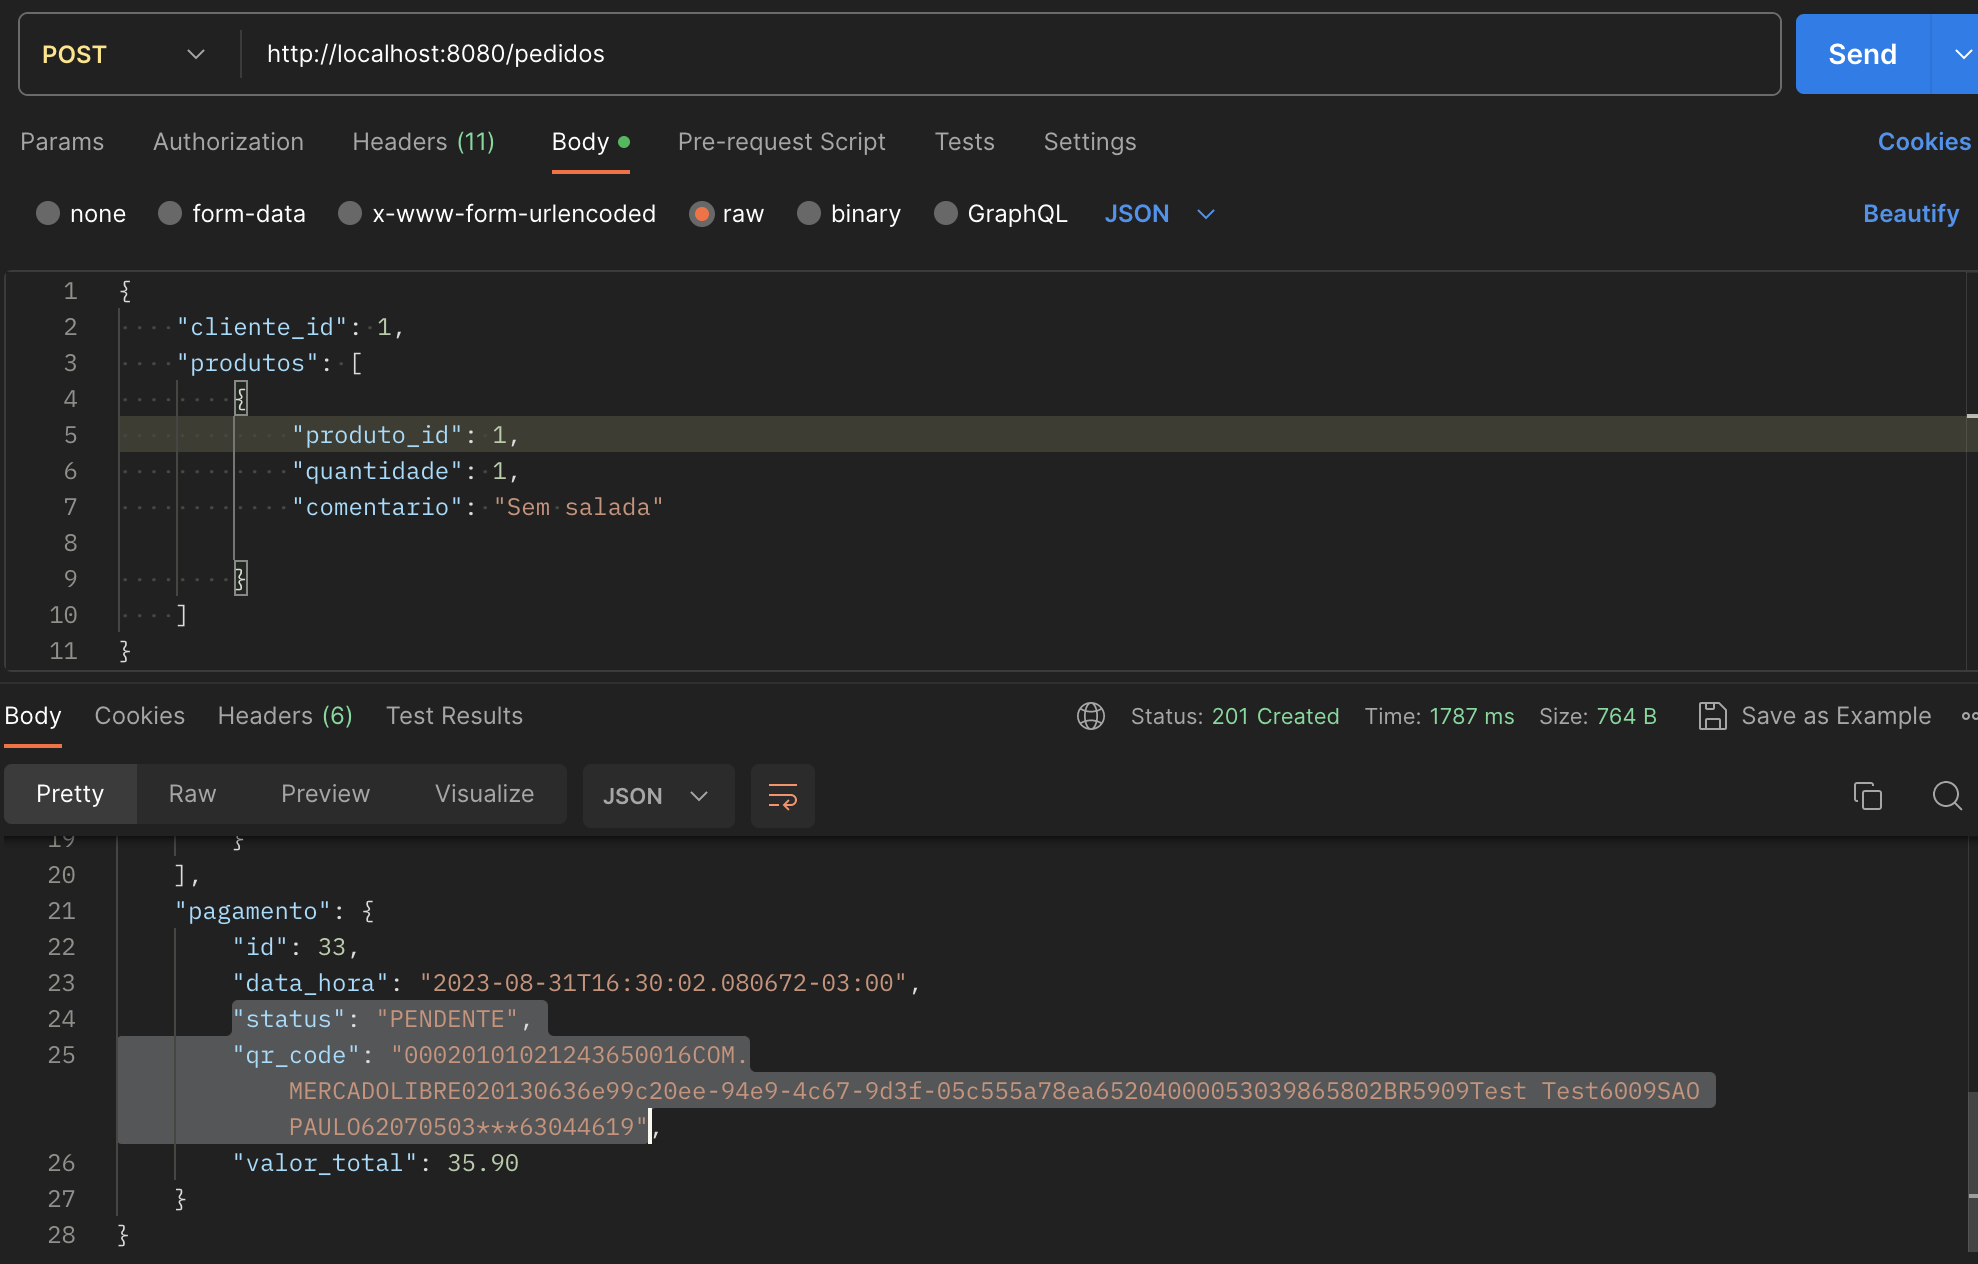 POST http://localhost:8080/pedidos Send
Params Authorization Headers (11) Body Pre-request Script Tests Settings Cookies
none form-data x-www-form-urlencoded raw binary GraphQL JSON Beautify
1 {
2 "cliente_id": 1,
3 "produtos": [
4 {
5 "produto_id": 1,
6 "quantidade": 1,
7 "comentario": "Sem salada"
8
9 }
10 ]
11 }
Body Cookies Headers (6) Test Results Status: 201 Created Time: 1787 ms Size: 764 B Save as Example
Pretty Raw Preview Visualize JSON
19 }
20 ],
21 "pagamento": {
22 "id": 33,
23 "data_hora": "2023-08-31T16:30:02.080672-03:00",
24 "status": "PENDENTE",
25 "qr_code": "00020101021243650016COM.
MERCADOLIBRE020130636e99c20ee-94e9-4c67-9d3f-05c555a78ea65204000053039865802BR5909Test Test6009SAO
PAULO62070503***63044619",
26 "valor_total": 35.90
27 }
28 }